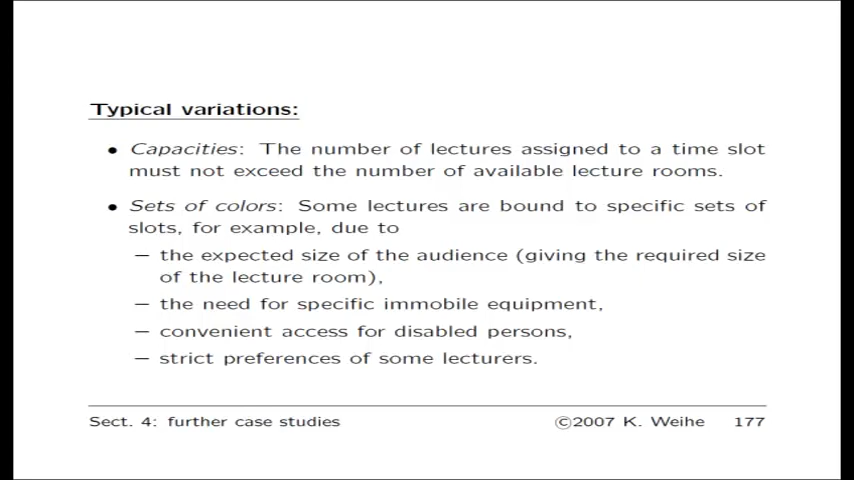 Typical variations:
• Capacities: The number of lectures assigned to a time slot
must not exceed the number of available lecture rooms.
• Sets of colors: Some lectures are bound to specific sets of
slots, for example, due to
– the expected size of the audience (giving the required size
of the lecture room),
– the need for specific immobile equipment,
– convenient access for disabled persons,
– strict preferences of some lecturers.
Sect. 4: further case studies ©2007 K. Weihe 177